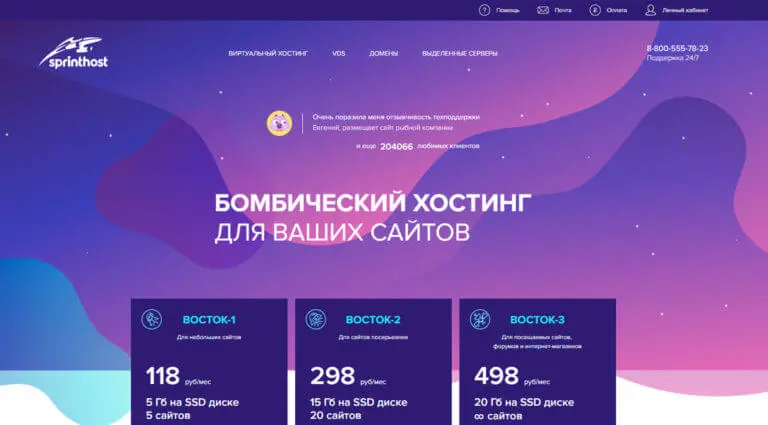 Помощь
Почта
Оплата
Личный кабинет
sprinthost
ВИРТУАЛЬНЫЙ ХОСТИНГ
VDS
ДОМЕНЫ
ВЫДЕЛЕННЫЕ СЕРВЕРЫ
8-800-555-78-23
Поддержка 24/7
Очень поразила меня отзывчивость техподдержки
Евгений, размещает сайт рыбной компании
и еще 204066 любимых клиентов
БОМБИЧЕСКИЙ ХОСТИНГ
ДЛЯ ВАШИХ САЙТОВ
ВОСТОК-1
Для небольших сайтов
118 руб/мес
5 Гб на SSD диске
5 сайтов
ВОСТОК-2
Для сайтов посерьезнее
298 руб/мес
15 Гб на SSD диске
20 сайтов
ВОСТОК-3
Для посещаемых сайтов,
форумов и интернет-магазинов
498 руб/мес
20 Гб на SSD диске
∞ сайтов